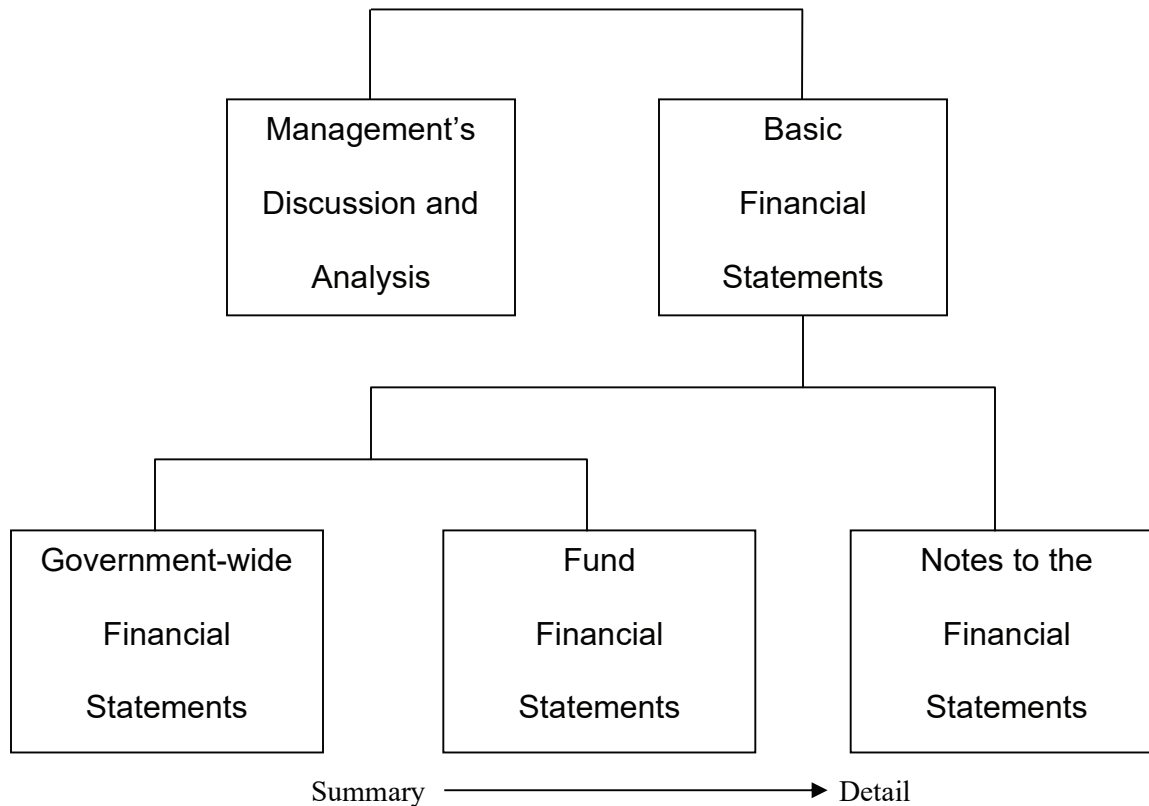 Management’s
Discussion and
Analysis
Basic
Financial
Statements
Government-wide
Financial
Statements
Fund
Financial
Statements
Notes to the
Financial
Statements
Summary
Detail